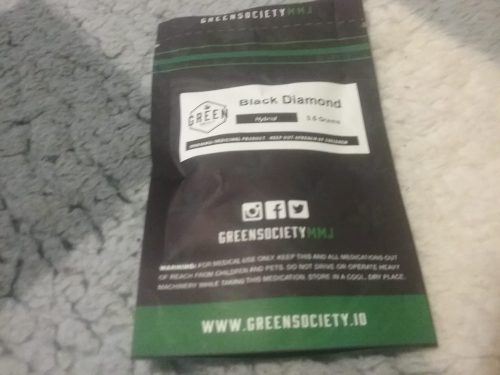 GREENSOCIETYMMJ
GREEN
Black Diamond
Hybrid
3.5 Grams
WARNING: MEDICINAL PRODUCT - KEEP OUT OF REACH OF CHILDREN
GREENSOCIETYMMJ
WARNING: FOR MEDICAL USE ONLY. KEEP THIS AND ALL MEDICATIONS OUT
OF REACH FROM CHILDREN AND PETS. DO NOT DRIVE OR OPERATE HEAVY
MACHINERY WHILE TAKING THIS MEDICATION. STORE IN A COOL, DRY PLACE.
WWW.GREENSOCIETY.IO